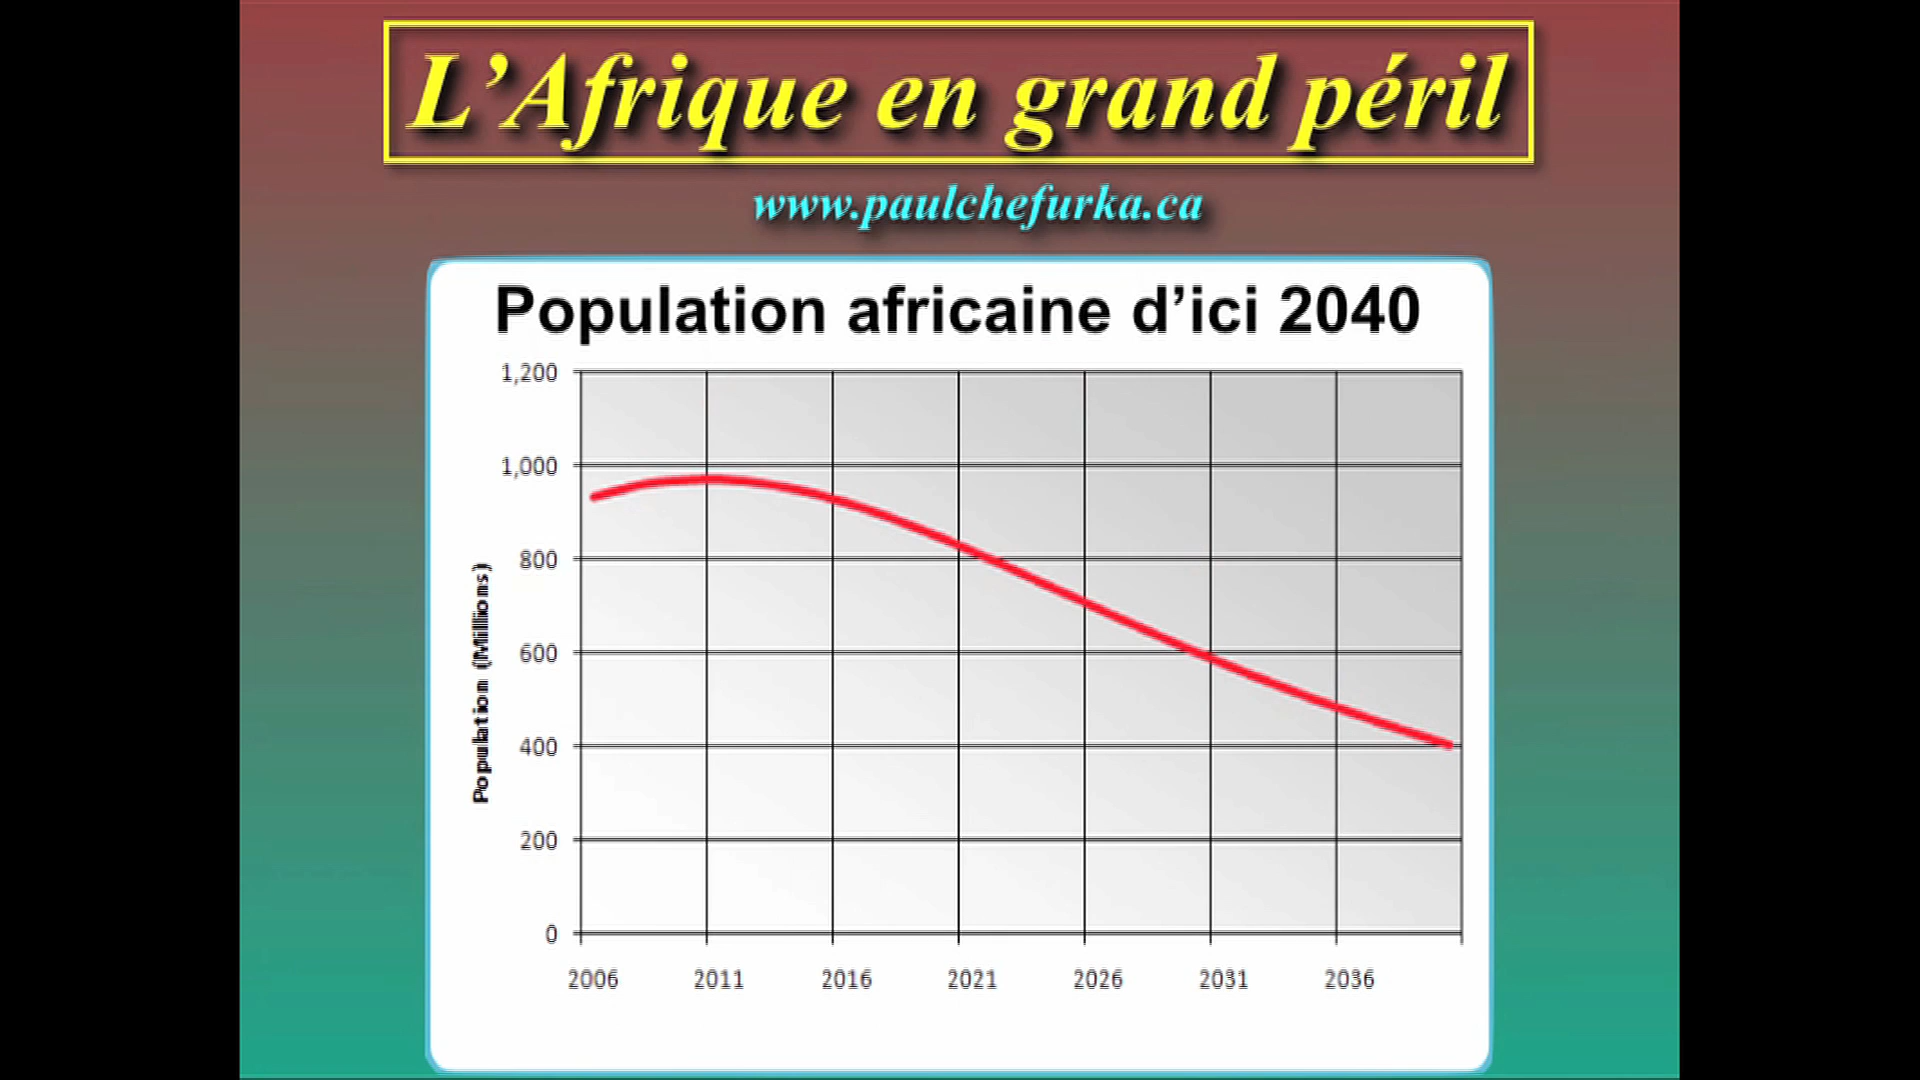 L’Afrique en grand péril
www.paulchefurka.ca
Population africaine d’ici 2040
1,200
1,000
800
600
400
200
0
Population (Millions)
2006 2011 2016 2021 2026 2031 2036